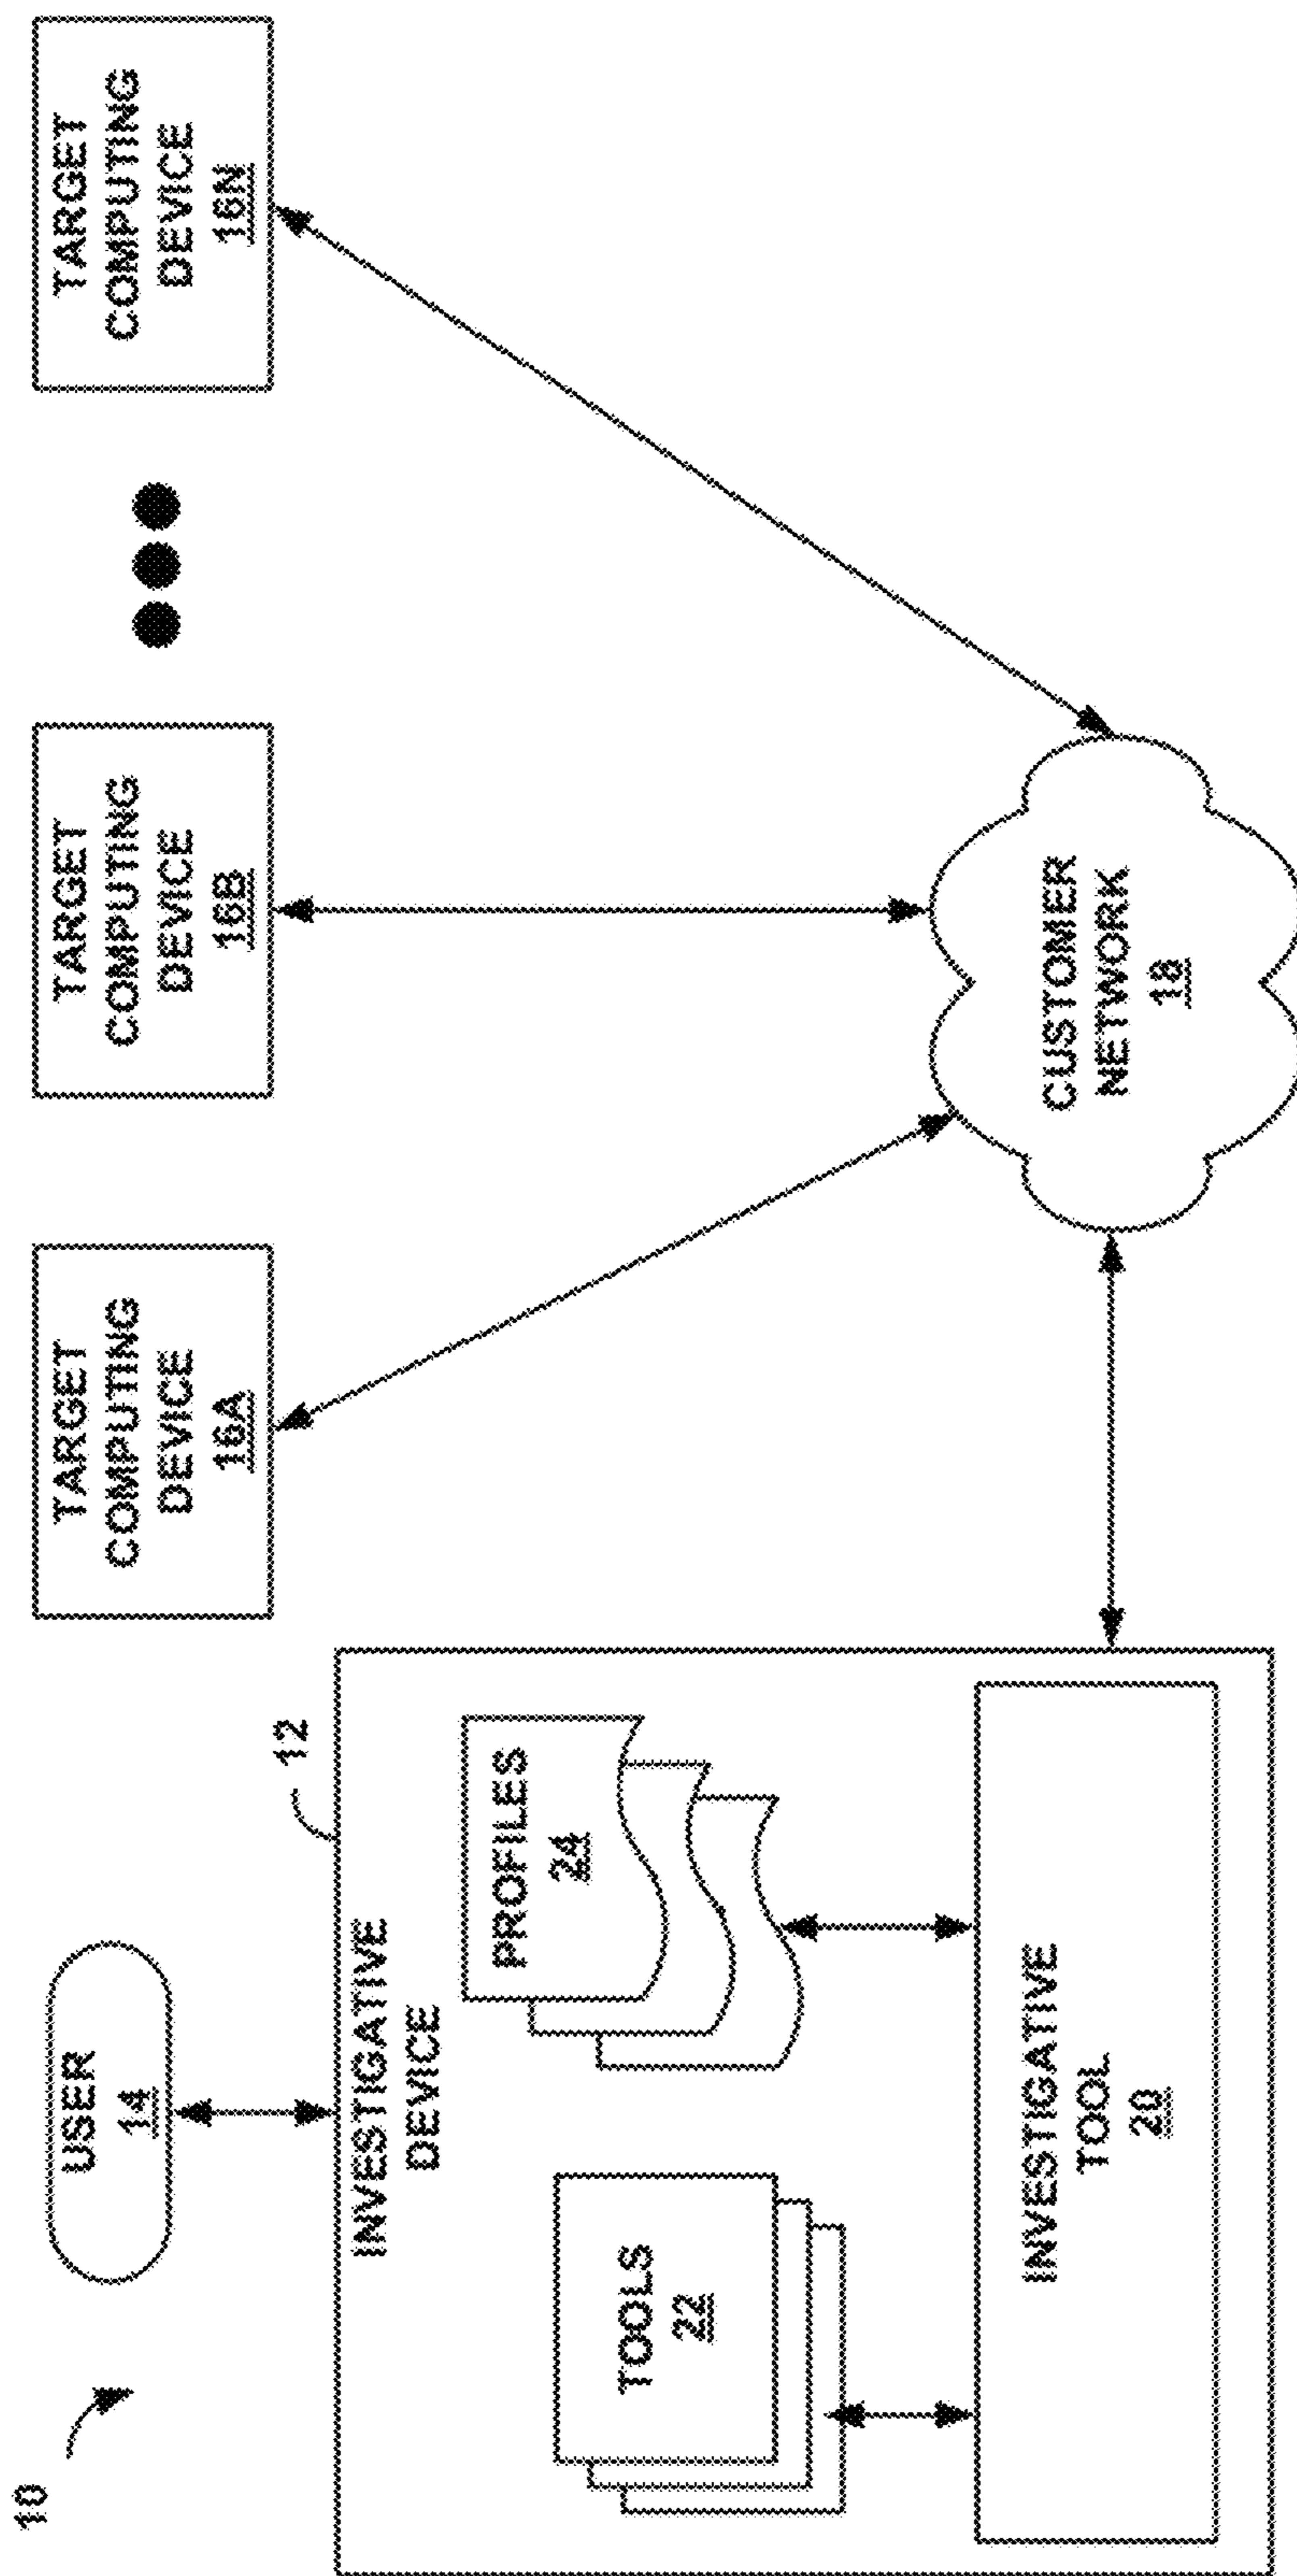 10
USER
14
12
INVESTIGATIVE
DEVICE
TOOLS
22
PROFILES
24
INVESTIGATIVE
TOOL
20
TARGET
COMPUTING
DEVICE
16A
TARGET
COMPUTING
DEVICE
16B
TARGET
COMPUTING
DEVICE
16N
CUSTOMER
NETWORK
18